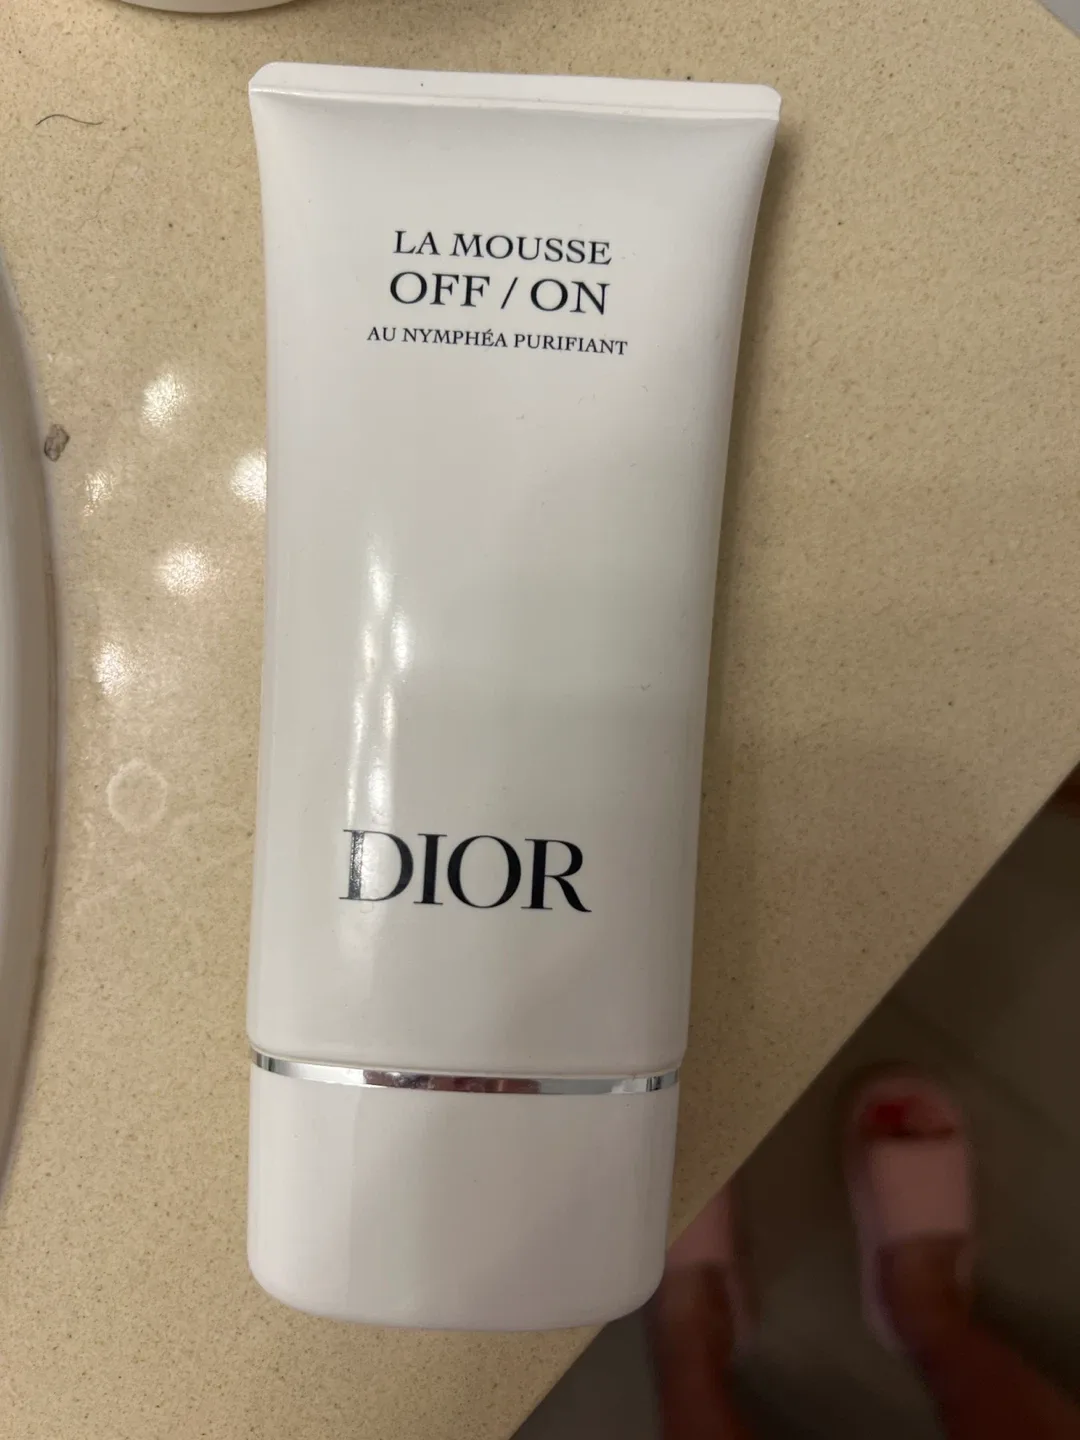 LA MOUSSE
OFF / ON
AU NYMPHÉA PURIFIANT
DIOR